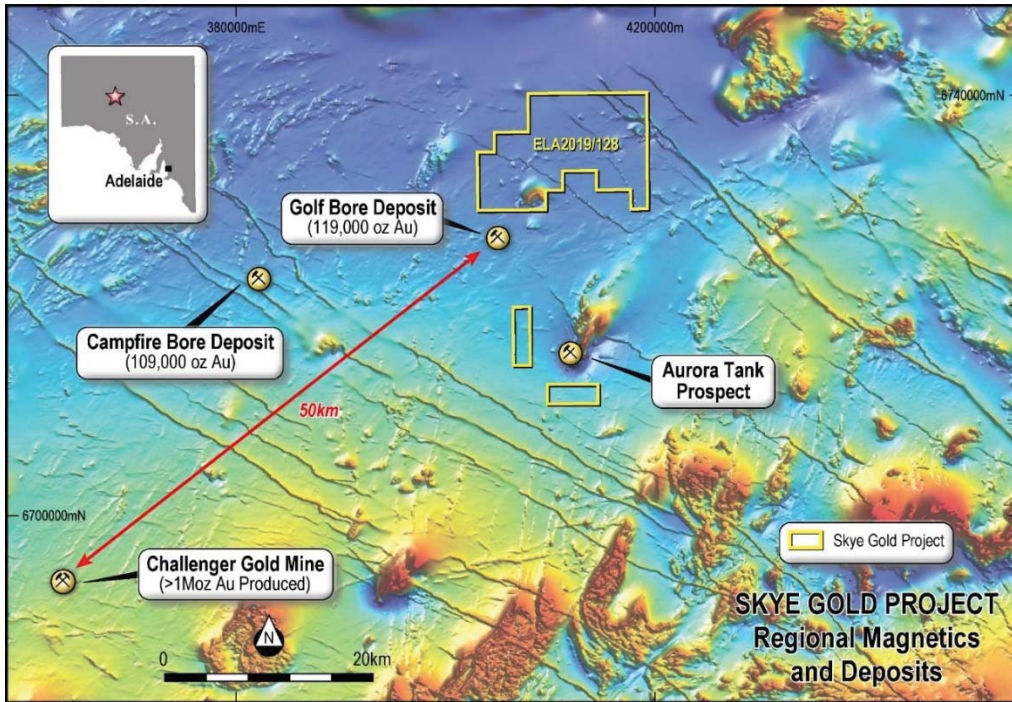 380000mE
4200000m
6740000mN
S.A.
Adelaide
ELA2019/128
Golf Bore Deposit
(119,000 oz Au)
Campfire Bore Deposit
(109,000 oz Au)
Aurora Tank
Prospect
50km
6700000mN
Challenger Gold Mine
(>1Moz Au Produced)
Skye Gold Project
N
0
20km
SKYE GOLD PROJECT
Regional Magnetics
and Deposits